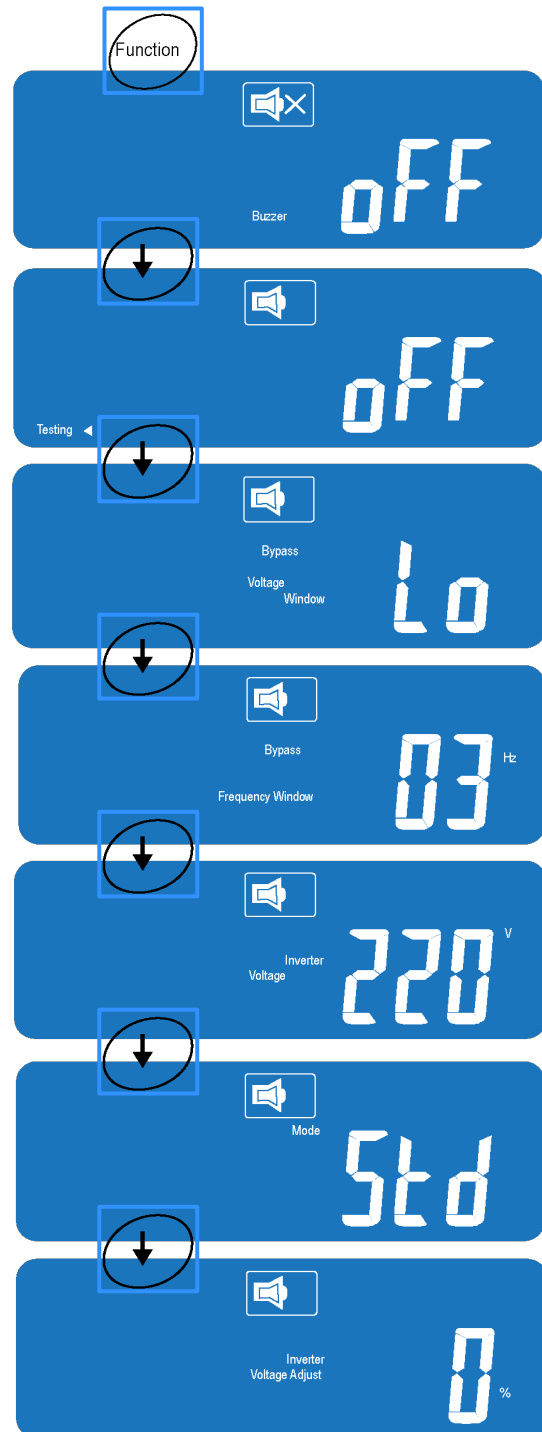 Function
oFF
Buzzer
oFF
Testing
Bypass
Voltage
Window
Lo
Bypass
03 Hz
Frequency Window
220 V
Inverter
Voltage
Mode
Std
Inverter
Voltage Adjust
0 %